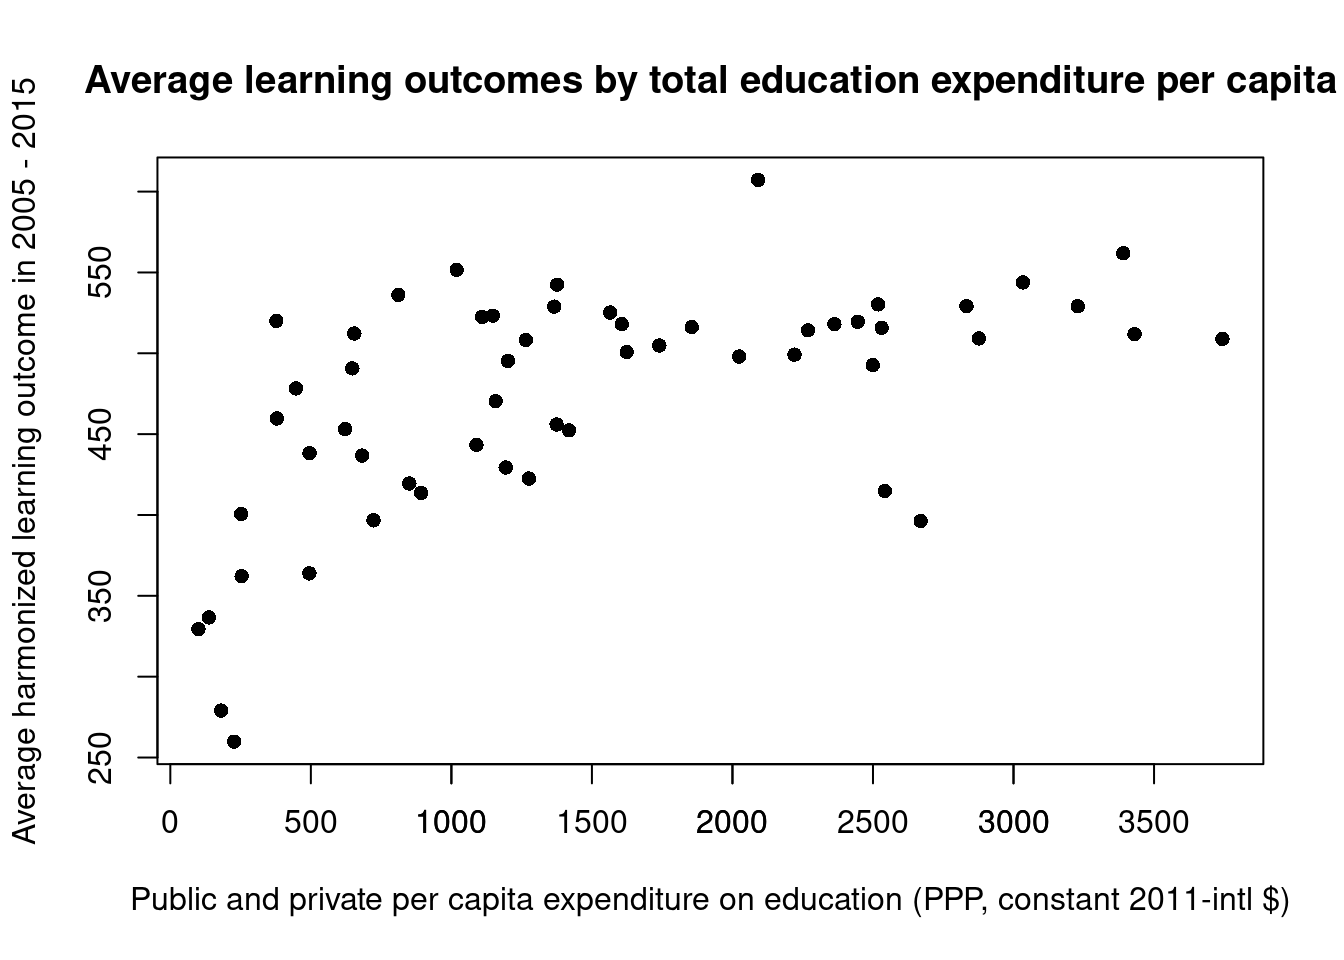 Average learning outcomes by total education expenditure per capita
Average harmonized learning outcome in 2005 - 2015
550
450
350
250
0 500 1000 1500 2000 2500 3000 3500
Public and private per capita expenditure on education (PPP, constant 2011-intl $)